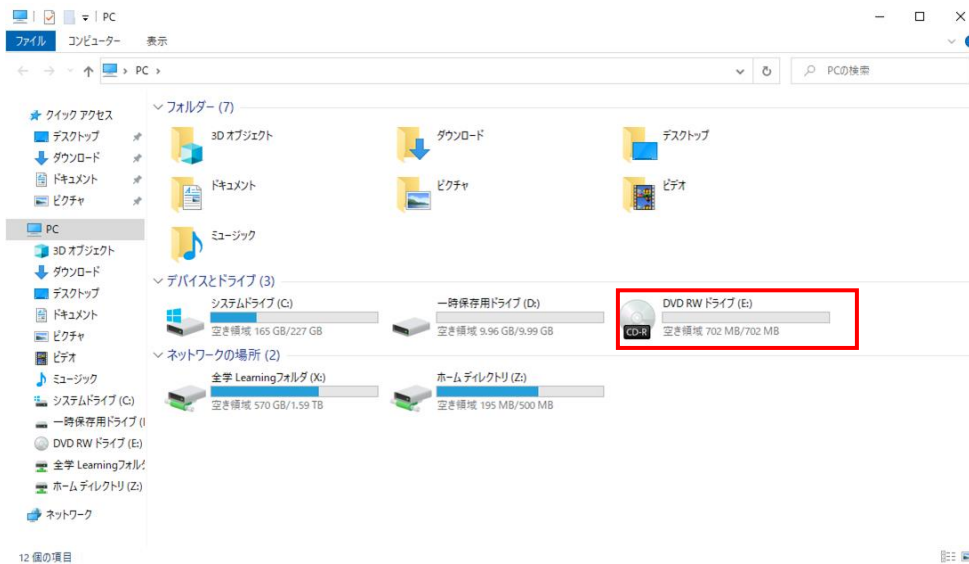 PC
ファイル コンピューター 表示
PC
PCの検索
クイック アクセス
デスクトップ
ダウンロード
ドキュメント
ピクチャ
PC
3D オブジェクト
ダウンロード
デスクトップ
ドキュメント
ピクチャ
ビデオ
ミュージック
システムドライブ (C:)
一時保存用ドライブ (
DVD RW ドライブ (E:)
全学 Learningフォル
ホームディレクトリ (Z:)
ネットワーク
フォルダー (7)
3D オブジェクト
ダウンロード
デスクトップ
ドキュメント
ピクチャ
ビデオ
ミュージック
デバイスとドライブ (3)
システムドライブ (C:)
空き領域 165 GB/227 GB
一時保存用ドライブ (D:)
空き領域 9.96 GB/9.99 GB
DVD RW ドライブ (E:)
CD-R
空き領域 702 MB/702 MB
ネットワークの場所 (2)
全学 Learningフォルダ (X:)
空き領域 570 GB/1.59 TB
ホームディレクトリ (Z:)
空き領域 195 MB/500 MB
12 個の項目